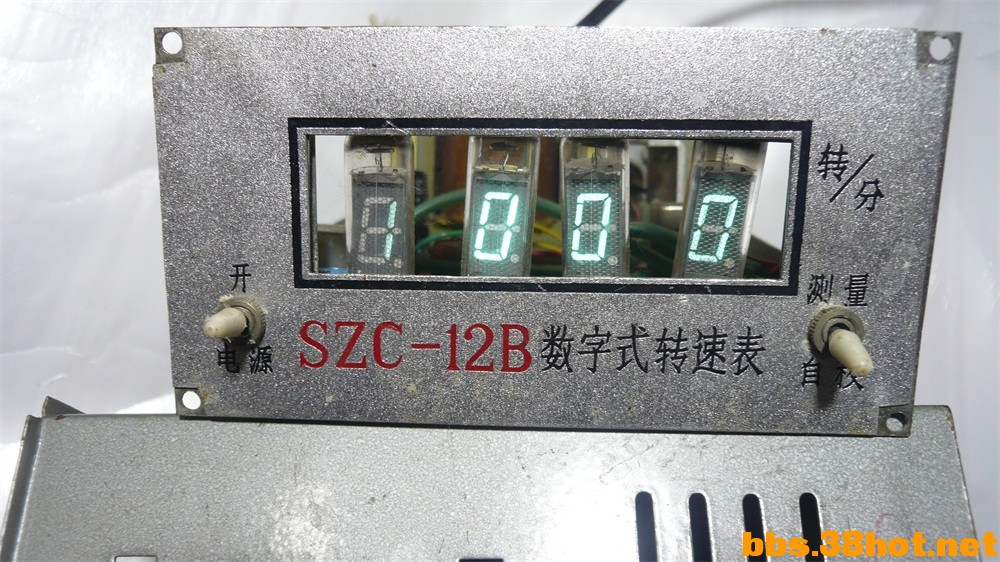 1000
转/分
开
测量
电源
SZC-12B数字式转速表
自校
bbs.38hot.net